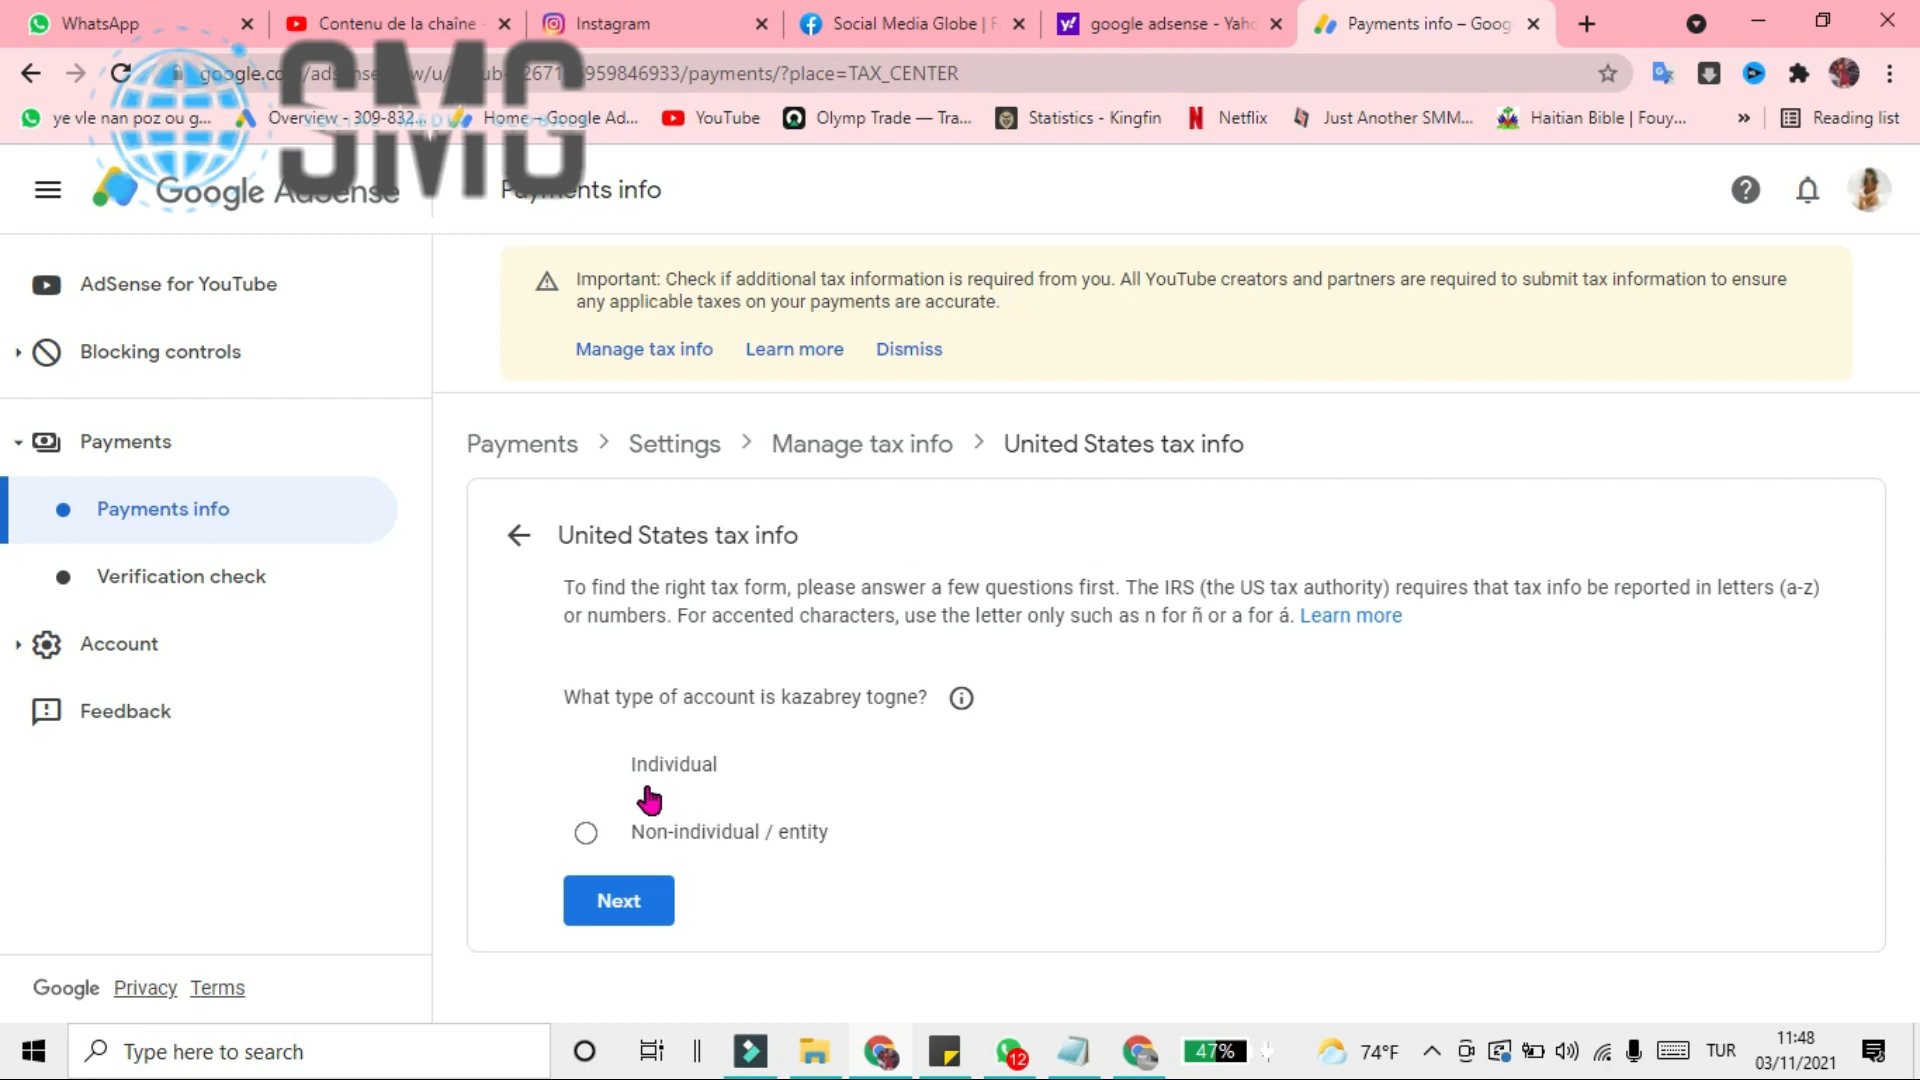 WhatsApp
Contenu de la chaîne
Instagram
Social Media Globe | F
google adsense - Yaho
Payments info – Goog
/payments/?place=TAX_CENTER
ye vle nan poz ou g...
Overview - 309-832...
Home – Google Ad...
YouTube
Olymp Trade — Tra...
Statistics - Kingfin
Netflix
Just Another SMM...
Haitian Bible | Fouy...
»
Reading list
SMG
Google AdSense
Payments info
AdSense for YouTube
Blocking controls
Payments
Payments info
Verification check
Account
Feedback
Google Privacy Terms
Important: Check if additional tax information is required from you. All YouTube creators and partners are required to submit tax information to ensure
any applicable taxes on your payments are accurate.
Manage tax info Learn more Dismiss
Payments > Settings > Manage tax info > United States tax info
United States tax info
To find the right tax form, please answer a few questions first. The IRS (the US tax authority) requires that tax info be reported in letters (a-z)
or numbers. For accented characters, use the letter only such as n for ñ or a for á. Learn more
What type of account is kazabrey togne?
Individual
Non-individual / entity
Next
Type here to search
12
47%
74°F
TUR
11:48
03/11/2021